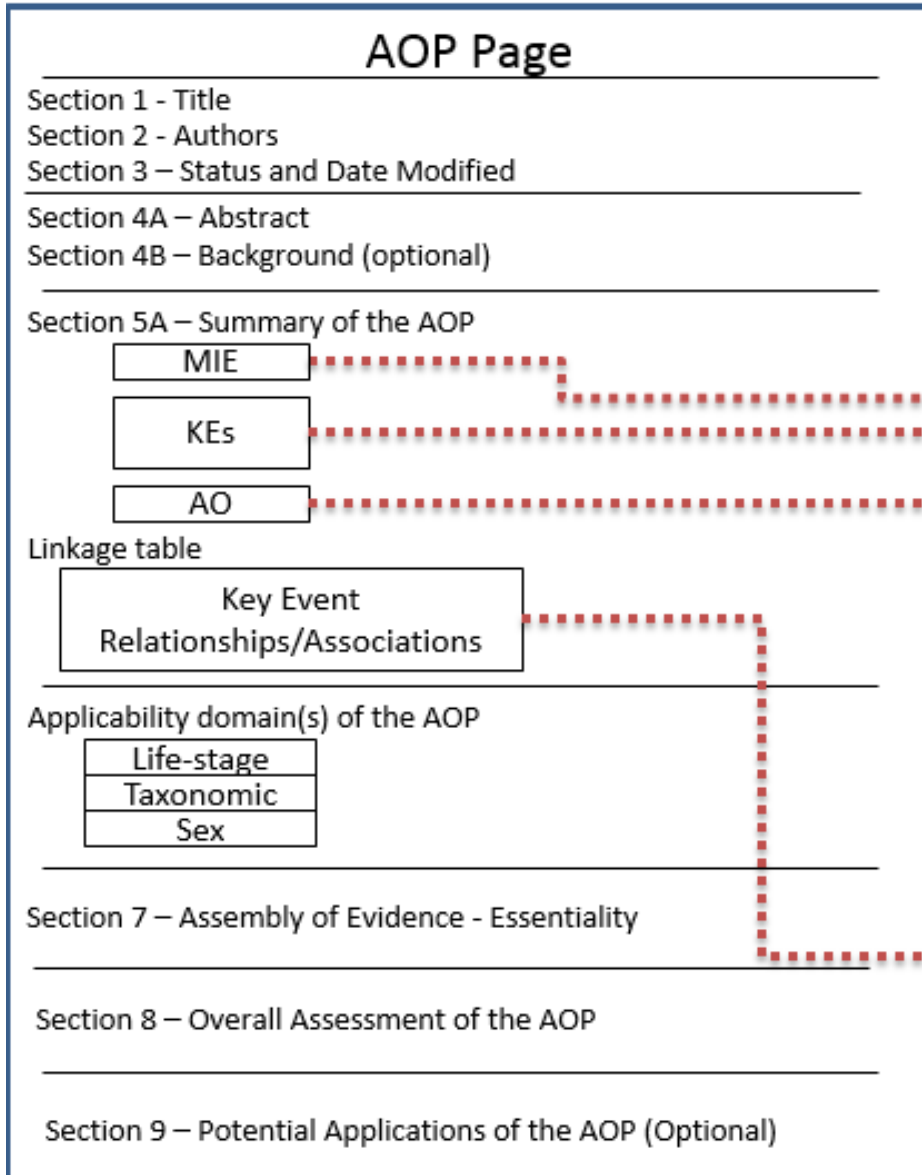 AOP Page
Section 1 - Title
Section 2 - Authors
Section 3 – Status and Date Modified
Section 4A – Abstract
Section 4B – Background (optional)
Section 5A – Summary of the AOP
MIE
KEs
AO
Linkage table
Key Event
Relationships/Associations
Applicability domain(s) of the AOP
Life-stage
Taxonomic
Sex
Section 7 – Assembly of Evidence - Essentiality
Section 8 – Overall Assessment of the AOP
Section 9 – Potential Applications of the AOP (Optional)